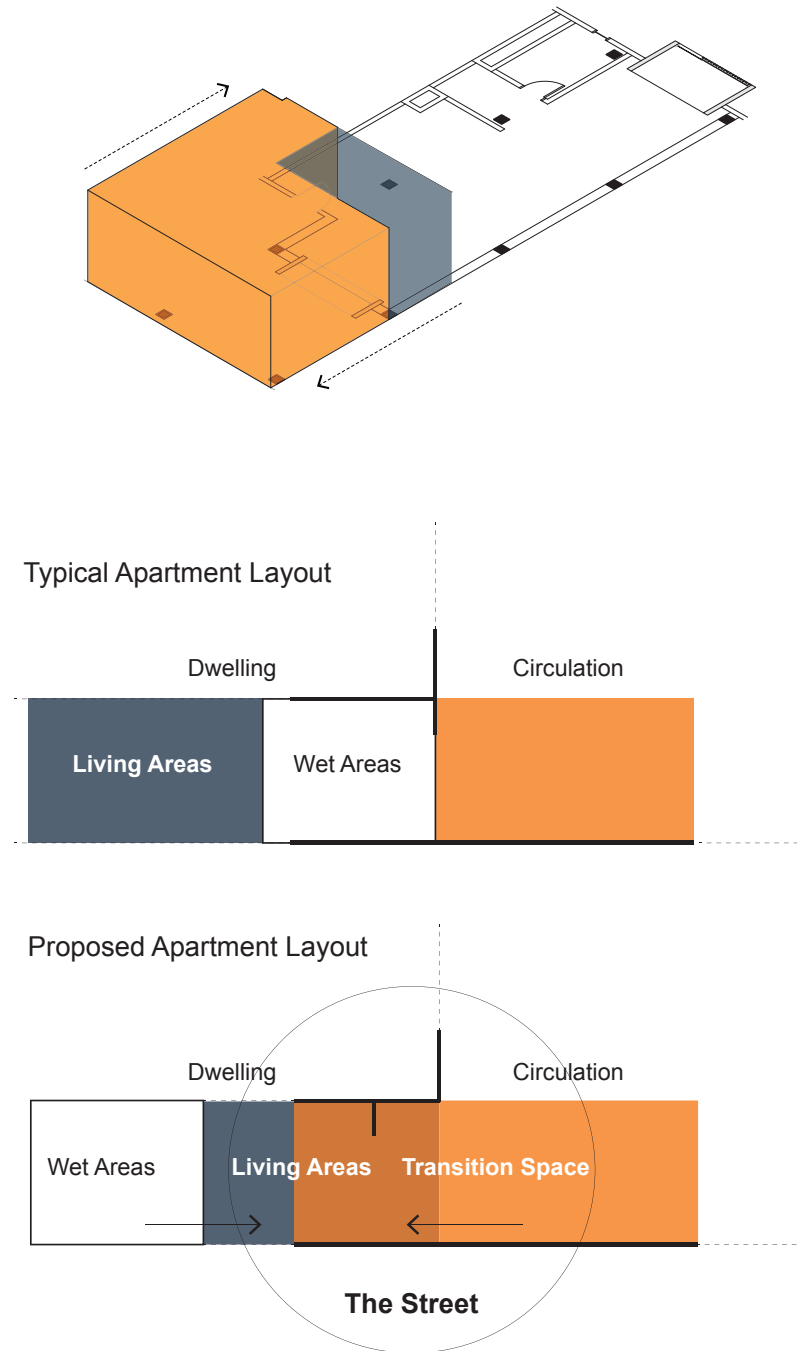 Typical Apartment Layout
Dwelling
Circulation
Living Areas
Wet Areas
Proposed Apartment Layout
Dwelling
Circulation
Wet Areas
Living Areas
Transition Space
The Street